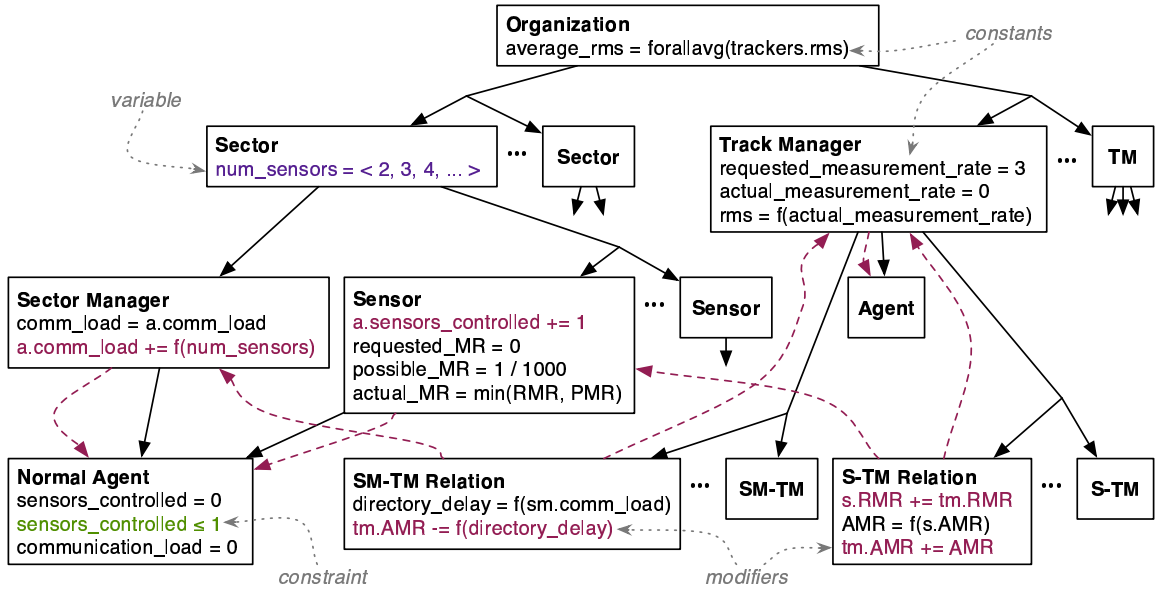 Organization
average_rms = forallavg(trackers.rms)
constants
variable
Sector
num_sensors = < 2, 3, 4, ... >
...
Sector
Track Manager
requested_measurement_rate = 3
actual_measurement_rate = 0
rms = f(actual_measurement_rate)
...
TM
Sector Manager
comm_load = a.comm_load
a.comm_load += f(num_sensors)
Sensor
a.sensors_controlled += 1
requested_MR = 0
possible_MR = 1 / 1000
actual_MR = min(RMR, PMR)
...
Sensor
Agent
Normal Agent
sensors_controlled = 0
sensors_controlled ≤ 1
communication_load = 0
SM-TM Relation
directory_delay = f(sm.comm_load)
tm.AMR -= f(directory_delay)
...
SM-TM
S-TM Relation
s.RMR += tm.RMR
AMR = f(s.AMR)
tm.AMR += AMR
...
S-TM
constraint
modifiers